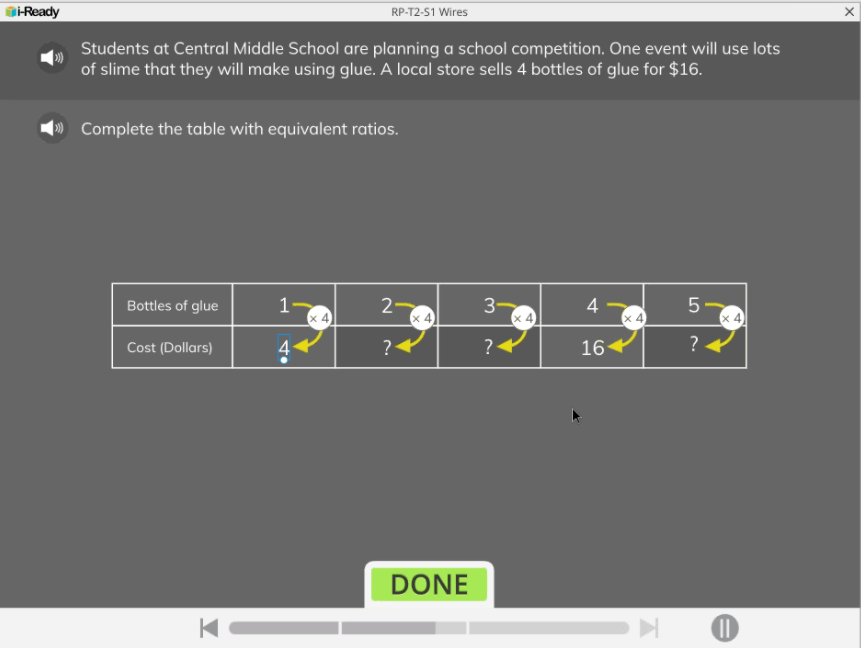 i-Ready
RP-T2-S1 Wires
Students at Central Middle School are planning a school competition. One event will use lots
of slime that they will make using glue. A local store sells 4 bottles of glue for $16.
Complete the table with equivalent ratios.
Bottles of glue 1 2 3 4 5
× 4 × 4 × 4 × 4 × 4
Cost (Dollars) 4 ? ? 16 ?
DONE